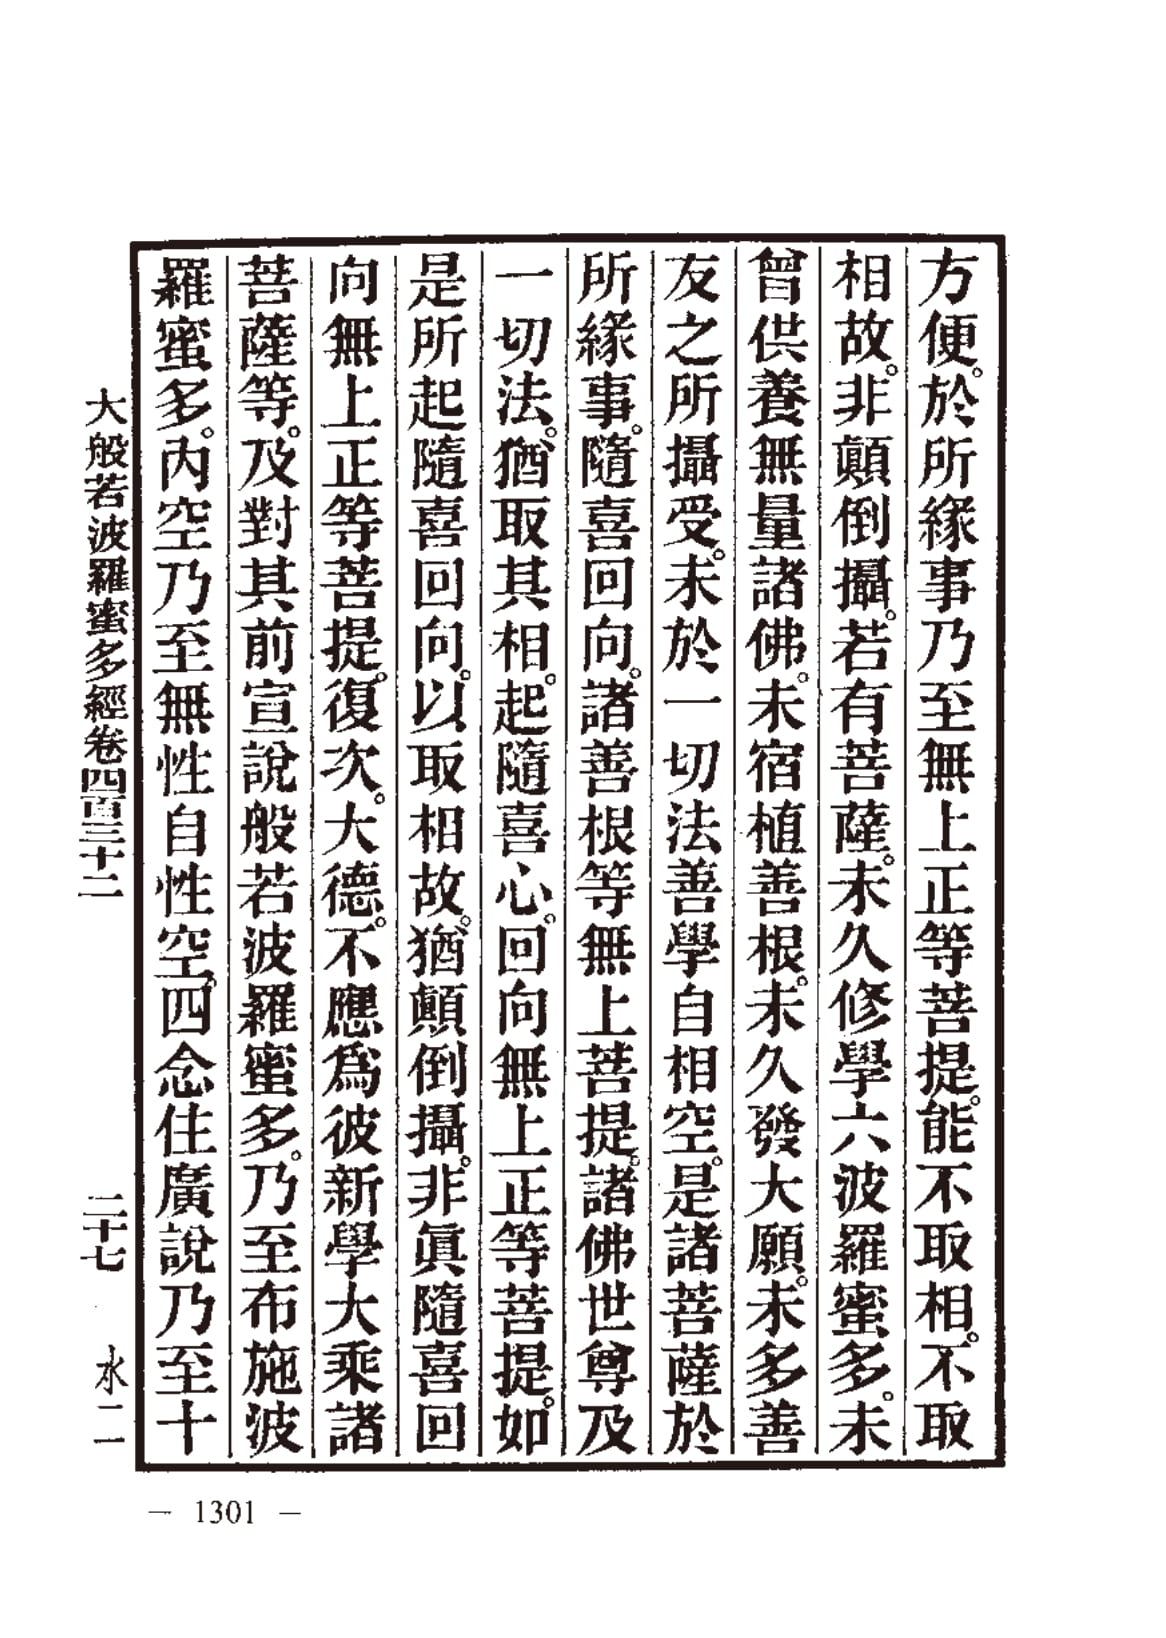 方便。於所緣事乃至無上正等菩提。能不取相。不取
相故。非顚倒攝。若有菩薩。未久修學六波羅蜜多。未
曾供養無量諸佛。未宿植善根。未久發大願。未多善
友之所攝受。未於一切法善學自相空。是諸菩薩於
所緣事。隨喜回向。諸善根等無上菩提。諸佛世尊及
一切法。猶取其相。起隨喜心。回向無上正等菩提。如
是所起隨喜回向。以取相故。猶顚倒攝。非眞隨喜回
向無上正等菩提。復次。大德。不應爲彼新學大乘諸
菩薩等。及對其前宣說般若波羅蜜多。乃至布施波
羅蜜多。內空乃至無性自性空。四念住廣說乃至十
大般若波羅蜜多經卷四百三十二 二十七 水二一
— 1301 —